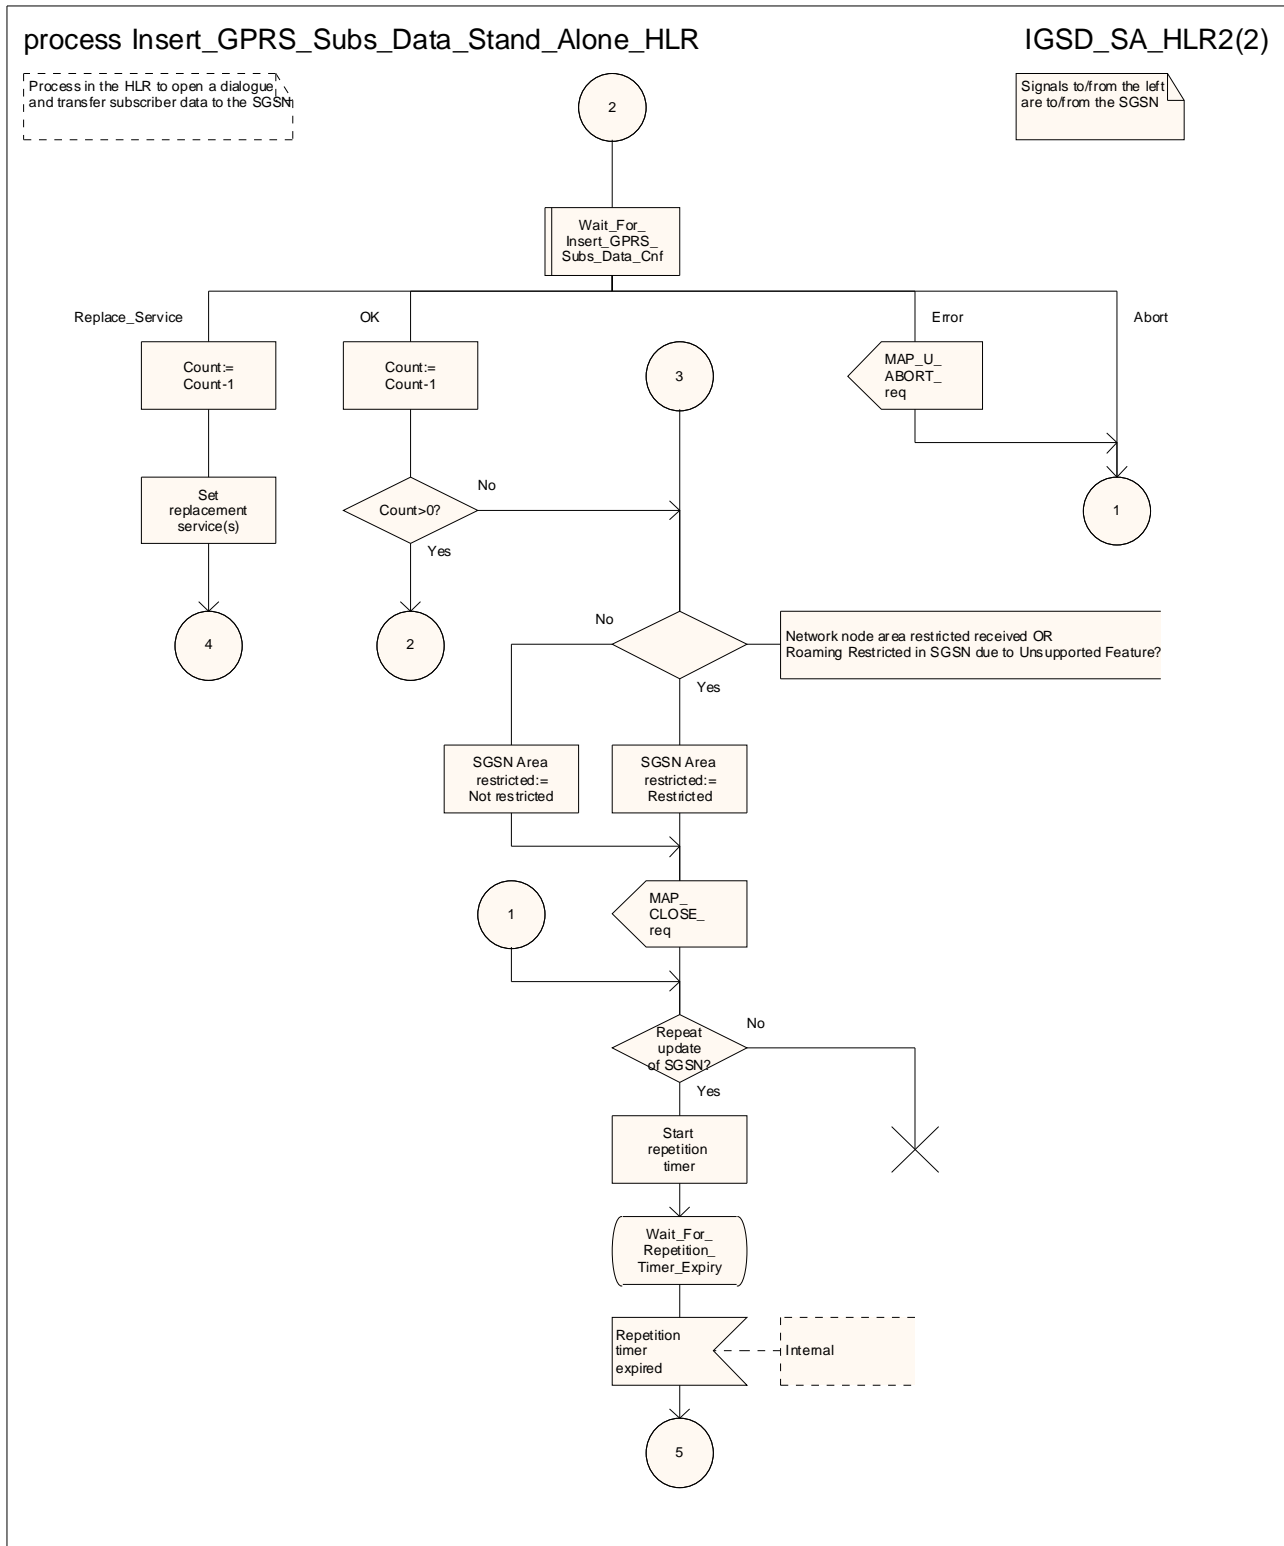 process Insert_GPRS_Subs_Data_Stand_Alone_HLR
IGSD_SA_HLR2(2)
Process in the HLR to open a dialogue
and transfer subscriber data to the SGSN
2
Signals to/from the left
are to/from the SGSN
Wait_For_
Insert_GPRS_
Subs_Data_Cnf
Replace_Service
OK
Error
Abort
Count:=
Count-1
Count:=
Count-1
3
MAP_U_
ABORT_
req
Set
replacement
service(s)
Count>0?
No
Yes
1
4
2
No
Yes
Network node area restricted received OR
Roaming Restricted in SGSN due to Unsupported Feature?
SGSN Area
restricted:=
Not restricted
SGSN Area
restricted:=
Restricted
1
MAP_
CLOSE_
req
Repeat
update
of SGSN?
No
Yes
Start
repetition
timer
Wait_For_
Repetition_
Timer_Expiry
Repetition
timer
expired
Internal
5